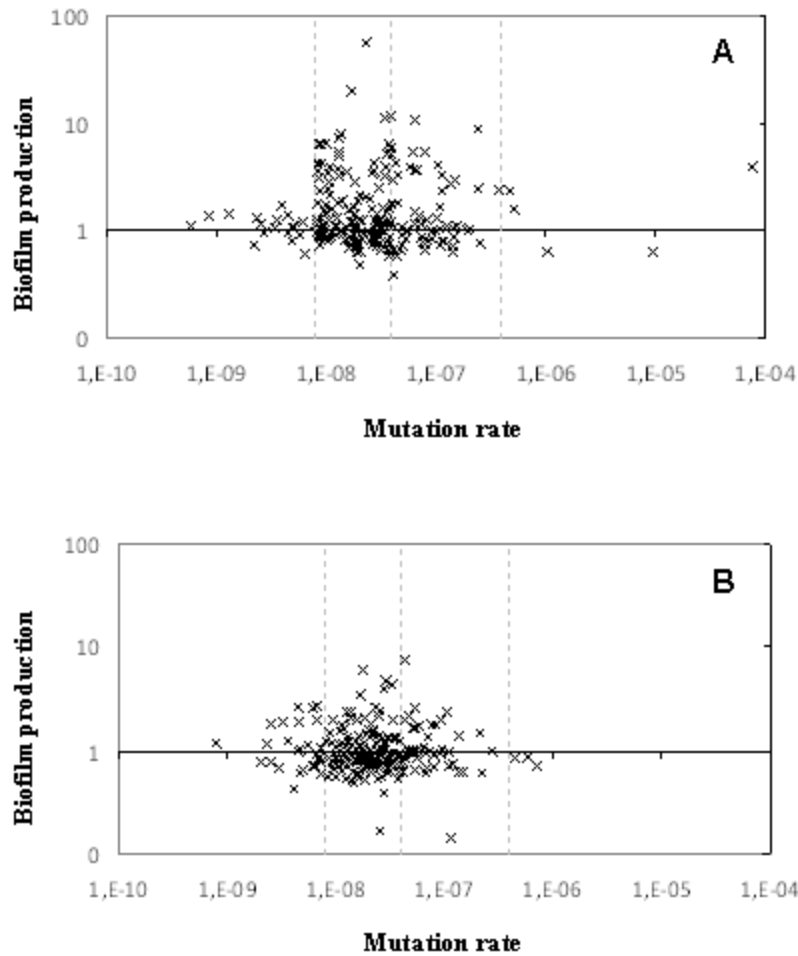 100
A
10
1
0
Biofilm production
1,E-10 1,E-09 1,E-08 1,E-07 1,E-06 1,E-05 1,E-04
Mutation rate
100
B
10
1
0
Biofilm production
1,E-10 1,E-09 1,E-08 1,E-07 1,E-06 1,E-05 1,E-04
Mutation rate